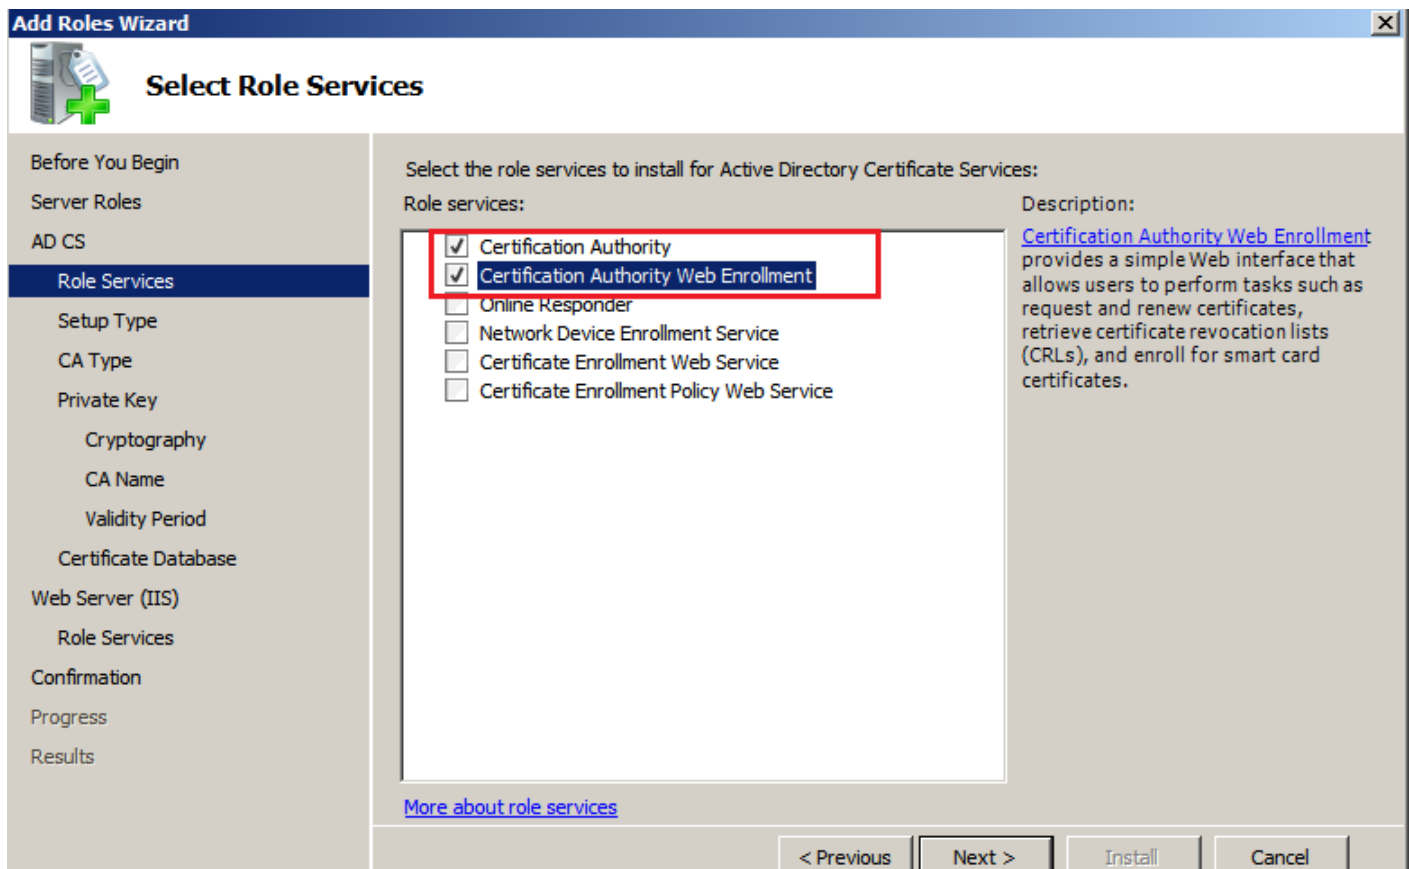 Add Roles Wizard
Select Role Services
Before You Begin
Server Roles
AD CS
Role Services
Setup Type
CA Type
Private Key
Cryptography
CA Name
Validity Period
Certificate Database
Web Server (IIS)
Role Services
Confirmation
Progress
Results
Select the role services to install for Active Directory Certificate Services:
Role services:
Certification Authority
Certification Authority Web Enrollment
Online Responder
Network Device Enrollment Service
Certificate Enrollment Web Service
Certificate Enrollment Policy Web Service
More about role services
Description:
Certification Authority Web Enrollment
provides a simple Web interface that
allows users to perform tasks such as
request and renew certificates,
retrieve certificate revocation lists
(CRLs), and enroll for smart card
certificates.
< Previous
Next >
Install
Cancel